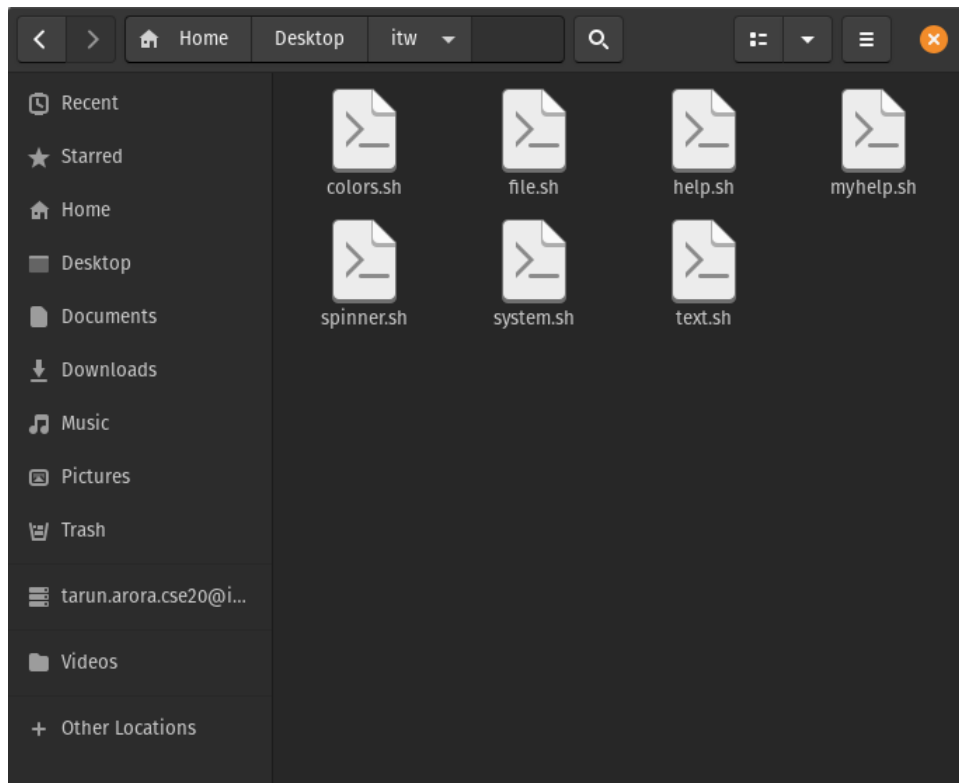 Home Desktop itw
Recent
Starred
Home
Desktop
Documents
Downloads
Music
Pictures
Trash
tarun.arora.cse20@i...
Videos
Other Locations
colors.sh file.sh help.sh myhelp.sh
spinner.sh system.sh text.sh